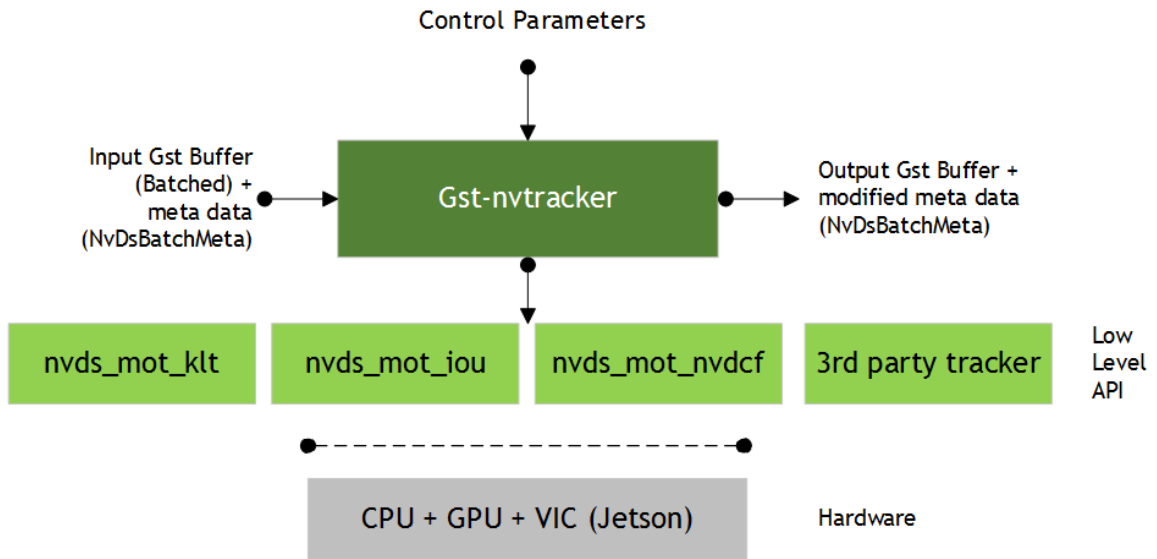 Control Parameters
Input Gst Buffer
(Batched) +
meta data
(NvDsBatchMeta)
Gst-nvtracker
Output Gst Buffer +
modified meta data
(NvDsBatchMeta)
nvds_mot_klt
nvds_mot_iou
nvds_mot_nvdcf
3rd party tracker
Low
Level
API
CPU + GPU + VIC (Jetson)
Hardware